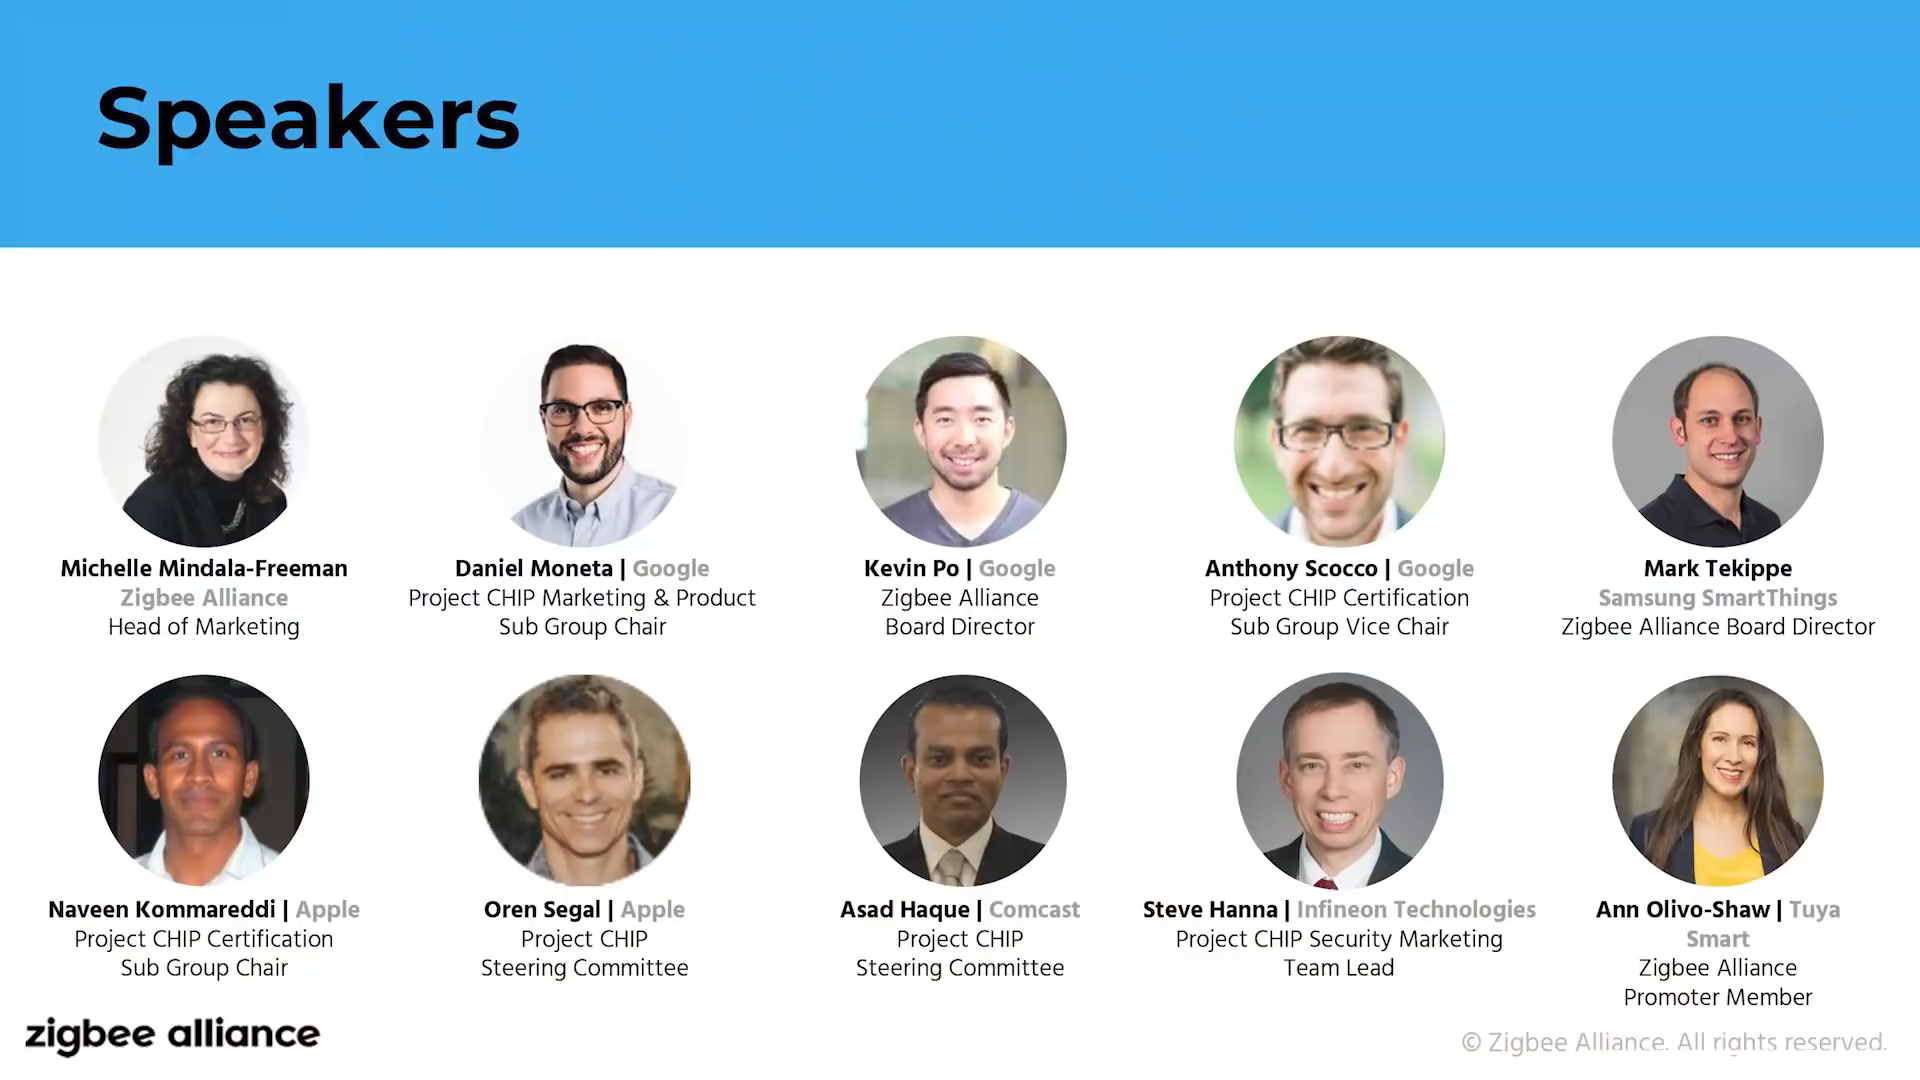 Speakers
Michelle Mindala-Freeman
Zigbee Alliance
Head of Marketing
Daniel Moneta | Google
Project CHIP Marketing & Product
Sub Group Chair
Kevin Po | Google
Zigbee Alliance
Board Director
Anthony Scocco | Google
Project CHIP Certification
Sub Group Vice Chair
Mark Tekippe
Samsung SmartThings
Zigbee Alliance Board Director
Naveen Kommareddi | Apple
Project CHIP Certification
Sub Group Chair
Oren Segal | Apple
Project CHIP
Steering Committee
Asad Haque | Comcast
Project CHIP
Steering Committee
Steve Hanna | Infineon Technologies
Project CHIP Security Marketing
Team Lead
Ann Olivo-Shaw | Tuya
Smart
Zigbee Alliance
Promoter Member
zigbee alliance
© Zigbee Alliance. All rights reserved.